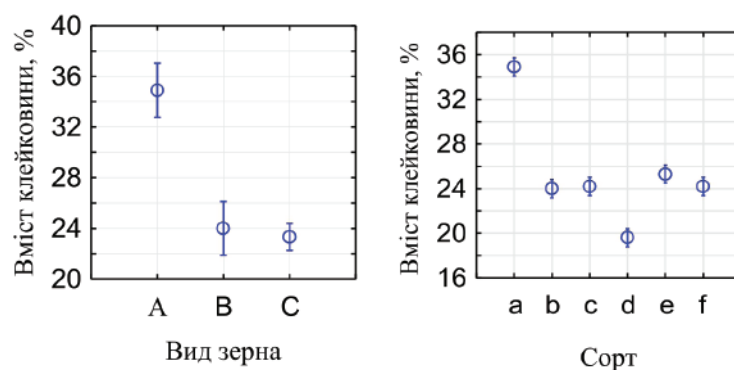 Вміст клейковини, %
40
36
32
28
24
20
A B C
Вид зерна
Вміст клейковини, %
36
32
28
24
20
16
a b c d e f
Сорт